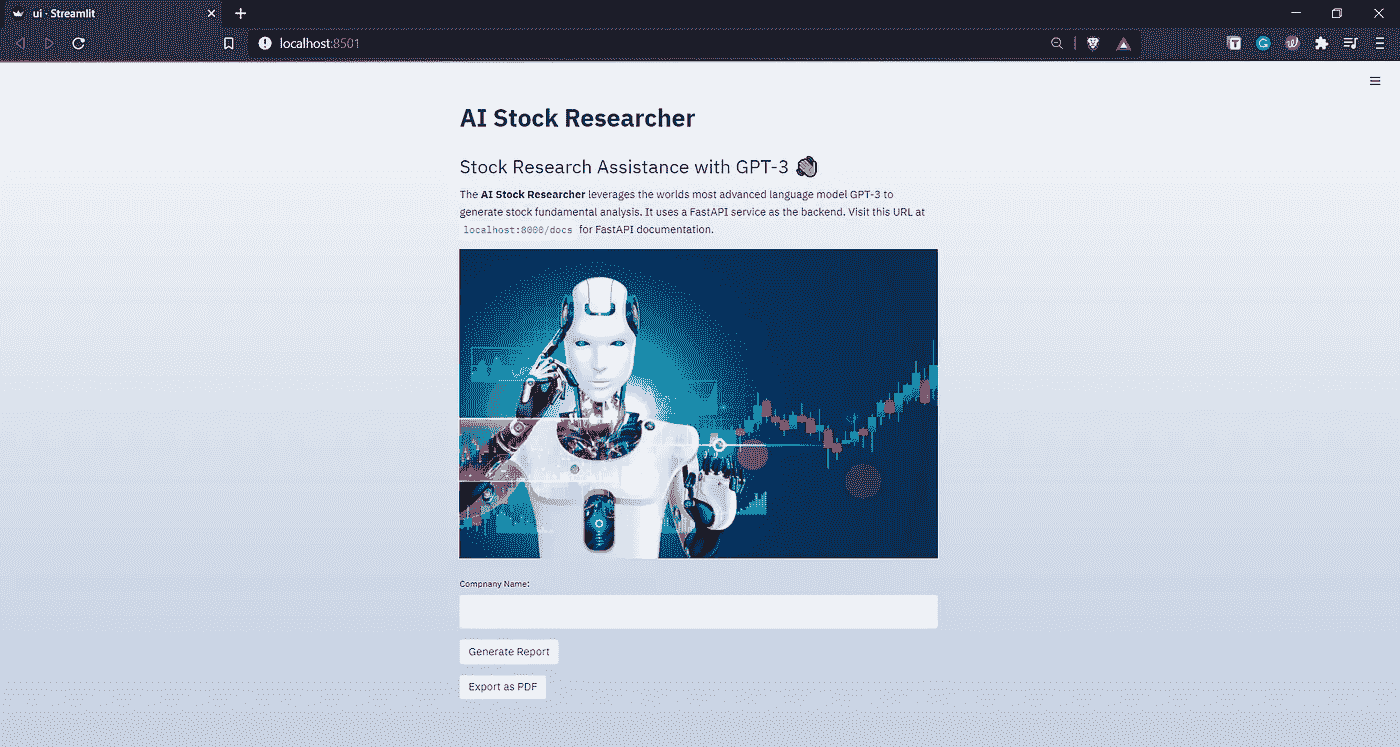 ui · Streamlit
localhost:8501
AI Stock Researcher
Stock Research Assistance with GPT-3
The AI Stock Researcher leverages the worlds most advanced language model GPT-3 to
generate stock fundamental analysis. It uses a FastAPI service as the backend. Visit this URL at
localhost:8000/docs for FastAPI documentation.
Compnany Name:
Generate Report
Export as PDF